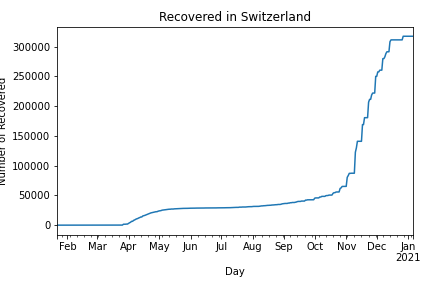 Recovered in Switzerland
Number of Recovered
300000
250000
200000
150000
100000
50000
0
Feb Mar Apr May Jun Jul Aug Sep Oct Nov Dec Jan
2021
Day